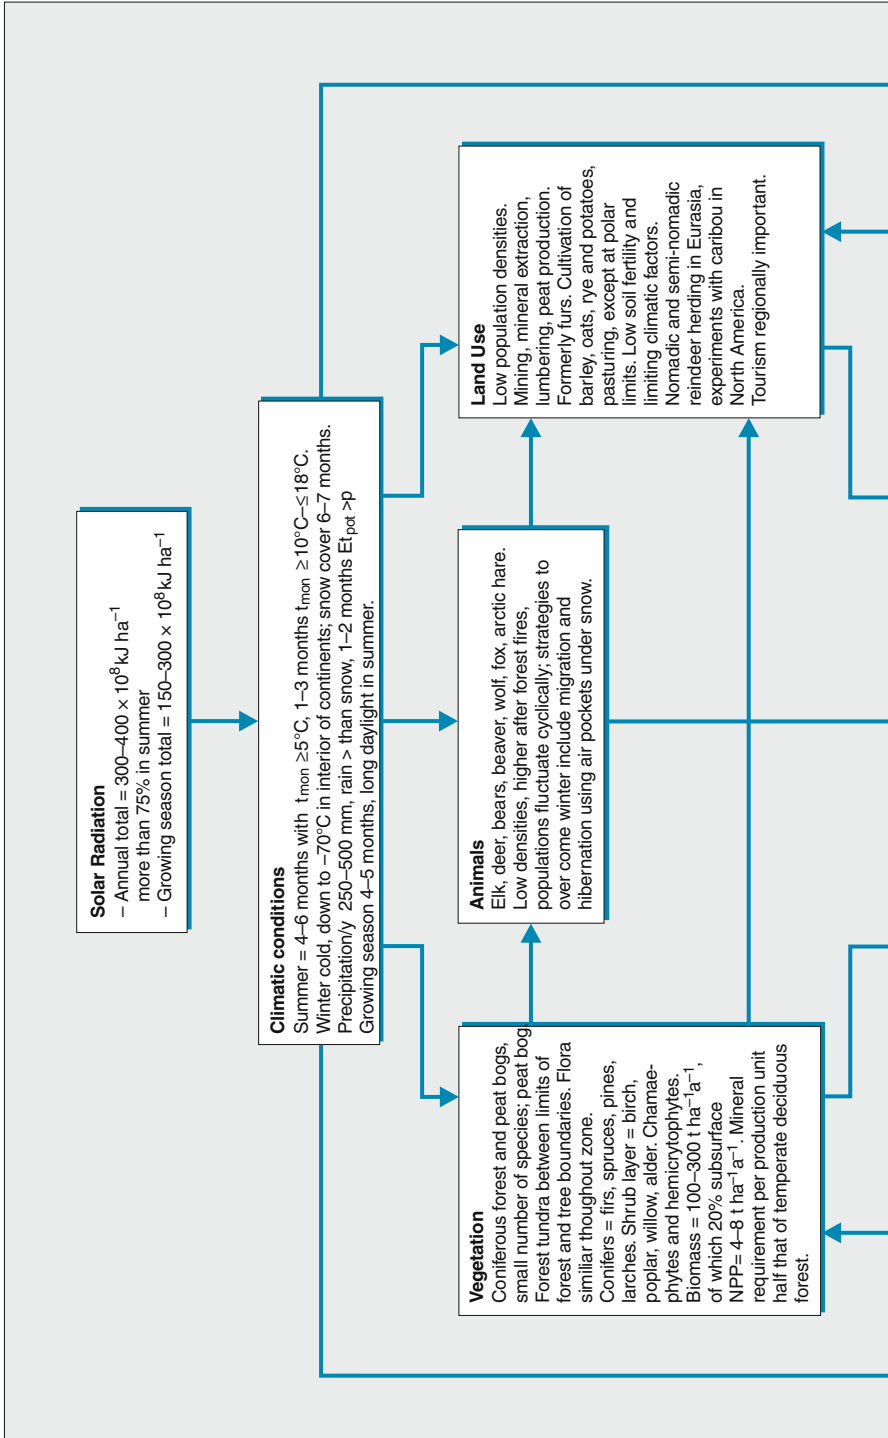 Solar Radiation
– Annual total = 300–400 × 10⁸kJ ha⁻¹
more than 75% in summer
– Growing season total = 150–300 × 10⁸kJ ha⁻¹
Climatic conditions
Summer = 4–6 months with tmon ≥5°C, 1–3 months tmon ≥10°C–≤18°C.
Winter cold, down to –70°C in interior of continents; snow cover 6–7 months.
Precipitation/y 250–500 mm, rain > than snow, 1–2 months Etpot >p
Growing season 4–5 months, long daylight in summer.
Vegetation
Coniferous forest and peat bogs,
small number of species; peat bog,
Forest tundra between limits of
forest and tree boundaries. Flora
similiar thoughout zone.
Conifers = firs, spruces, pines,
larches. Shrub layer = birch,
poplar, willow, alder. Chamae-
phytes and hemicrytophytes.
Biomass = 100–300 t ha⁻¹a⁻¹,
of which 20% subsurface
NPP= 4–8 t ha⁻¹a⁻¹. Mineral
requirement per production unit
half that of temperate deciduous
forest.
Animals
Elk, deer, bears, beaver, wolf, fox, arctic hare.
Low densities, higher after forest fires,
populations fluctuate cyclically; strategies to
over come winter include migration and
hibernation using air pockets under snow.
Land Use
Low population densities.
Mining, mineral extraction,
lumbering, peat production.
Formerly furs. Cultivation of
barley, oats, rye and potatoes,
pasturing, except at polar
limits. Low soil fertility and
limiting climatic factors.
Nomadic and semi-nomadic
reindeer herding in Eurasia,
experiments with caribou in
North America.
Tourism regionally important.